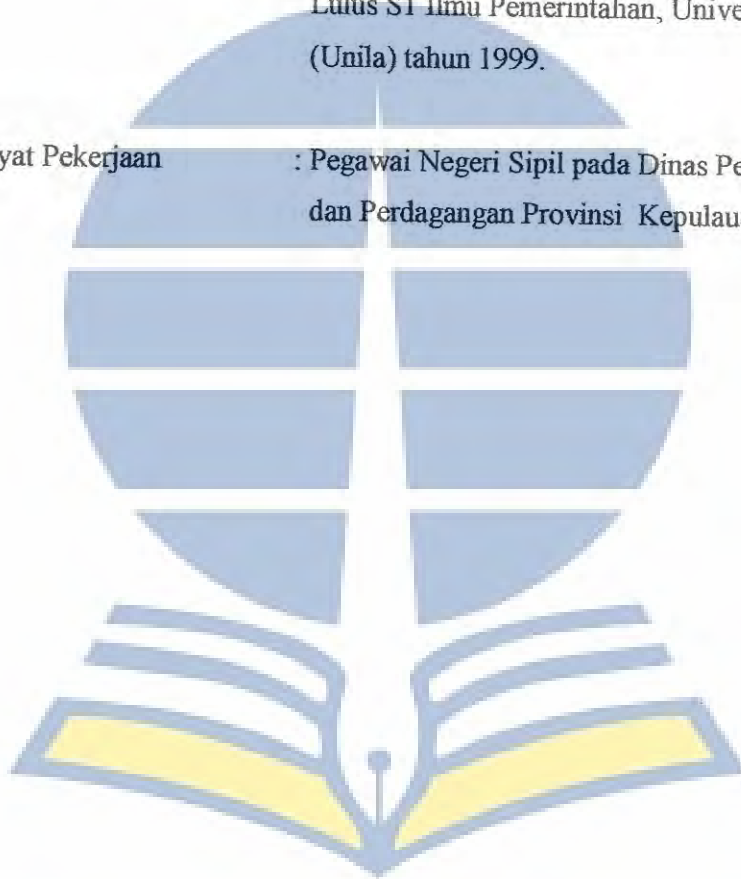 Lulus S1 Ilmu Pemerintahan,
(Unila) tahun 1999.
Pekerjaan : Pegawai Negeri Sipil pada Dinas
dan Perdagangan Provinsi